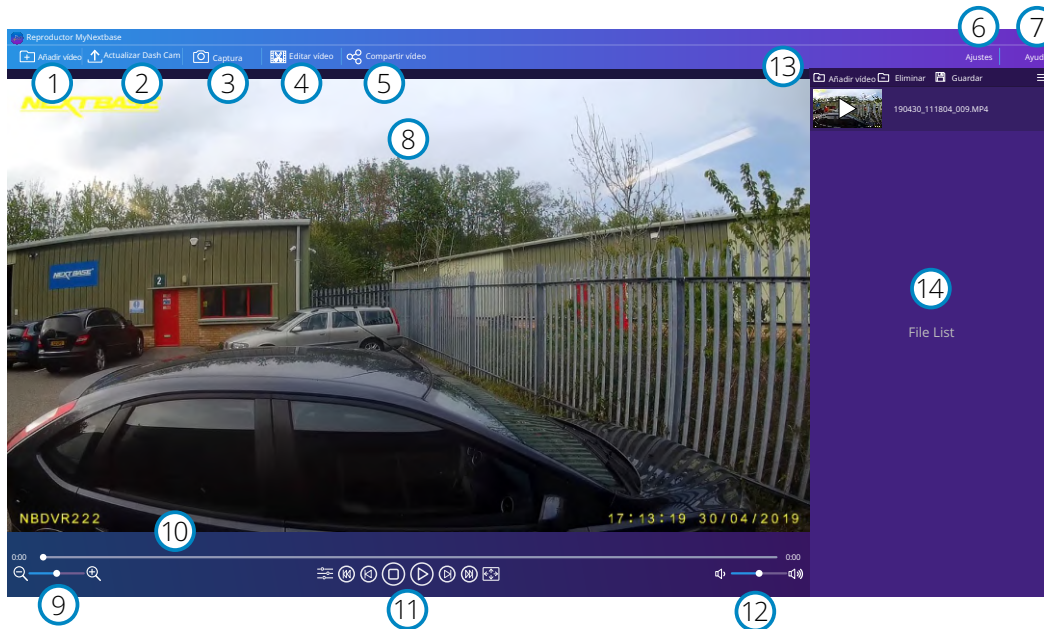 6
7
Reproductor MyNextbase
Añadir vídeo
Actualizar Dash Cam
Captura
Editar vídeo
Compartir vídeo
Ajustes
Ayud
1
2
3
4
5
13
Añadir vídeo
Eliminar
Guardar
NEXTBASE
190430_111804_009.MP4
8
NEXTBASE
2
14
File List
NBDVR222
17:13:19 30/04/2019
10
0:00
0:00
9
11
12